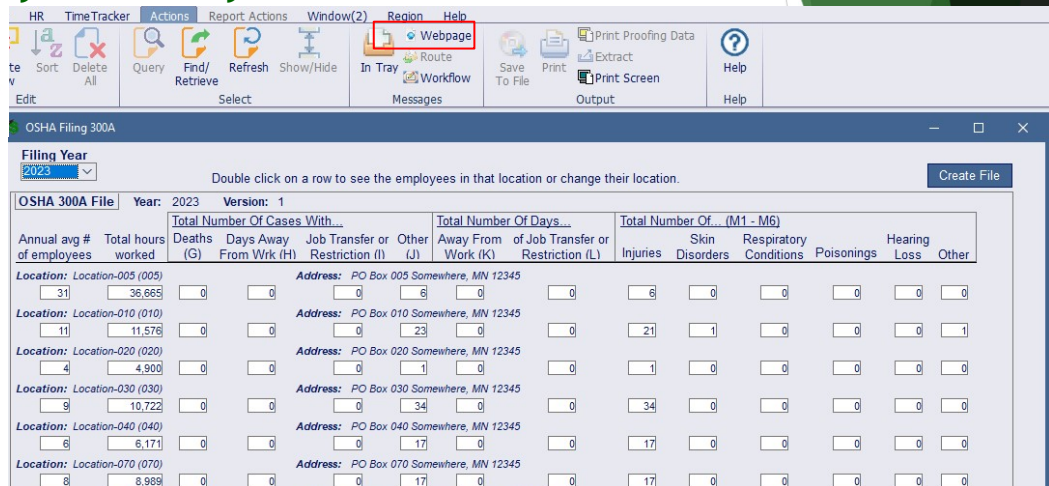 HR TimeTracker Actions Report Actions Window(2) Region Help
Sort Delete All Query Find/ Retrieve Refresh Show/Hide In Tray Webpage Route Workflow Save To File Print Print Proofing Data Extract Print Screen Help
Edit Select Messages Output Help
OSHA Filing 300A
Filing Year
2023
Double click on a row to see the employees in that location or change their location.
Create File
OSHA 300A File Year: 2023 Version: 1
Total Number Of Cases With... Total Number Of Days... Total Number Of... (M1 - M6)
Annual avg # Total hours Deaths Days Away Job Transfer or Other Away From of Job Transfer or Injuries Skin Respiratory Poisonings Hearing Other
of employees worked (G) From Wrk (H) Restriction (I) (J) Work (K) Restriction (L) Disorders Conditions Loss
Location: Location-005 (005) Address: PO Box 005 Somewhere, MN 12345
31 36,665 0 0 0 6 0 0 6 0 0 0 0 0
Location: Location-010 (010) Address: PO Box 010 Somewhere, MN 12345
11 11,576 0 0 0 23 0 0 21 1 0 0 0 1
Location: Location-020 (020) Address: PO Box 020 Somewhere, MN 12345
4 4,900 0 0 0 1 0 0 1 0 0 0 0 0
Location: Location-030 (030) Address: PO Box 030 Somewhere, MN 12345
9 10,722 0 0 0 34 0 0 34 0 0 0 0 0
Location: Location-040 (040) Address: PO Box 040 Somewhere, MN 12345
6 6,171 0 0 0 17 0 0 17 0 0 0 0 0
Location: Location-070 (070) Address: PO Box 070 Somewhere, MN 12345
8 8,989 0 0 0 17 0 0 17 0 0 0 0 0